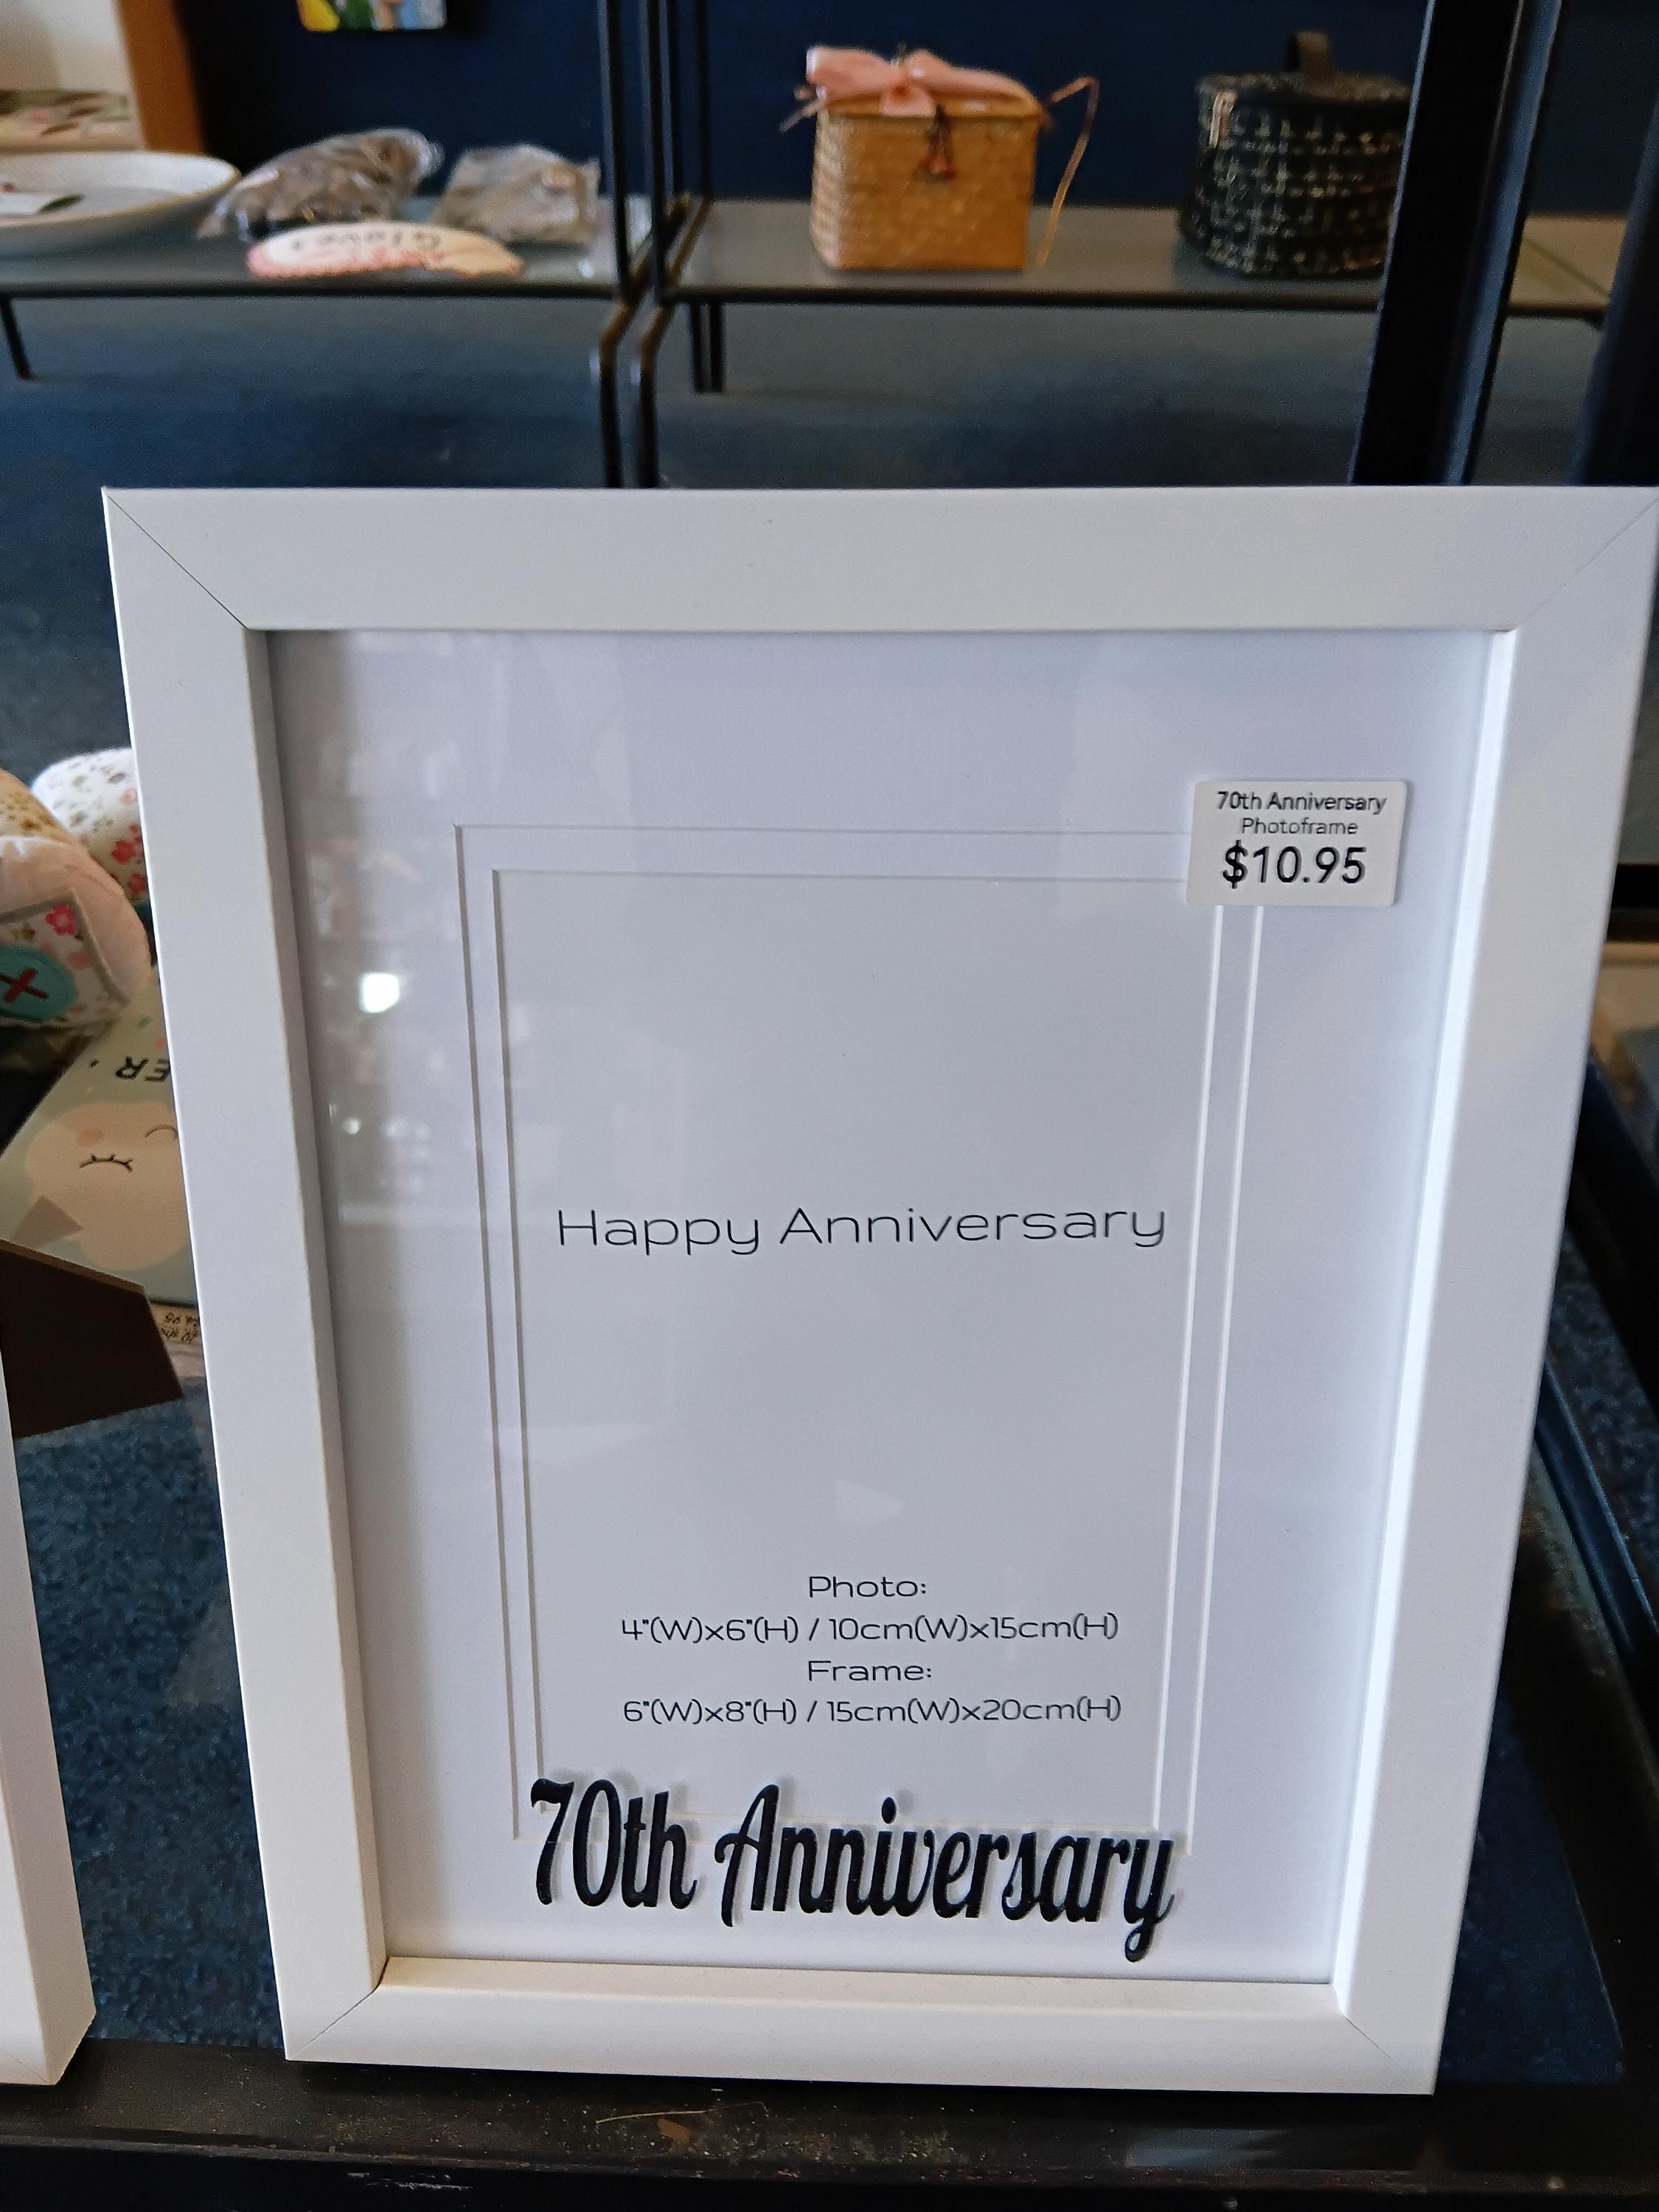 70th Anniversary
Photoframe
$10.95
Happy Anniversary
Photo:
4"(W)x6"(H) / 10cm(W)x15cm(H)
Frame:
6"(W)x8"(H) / 15cm(W)x20cm(H)
70th Anniversary